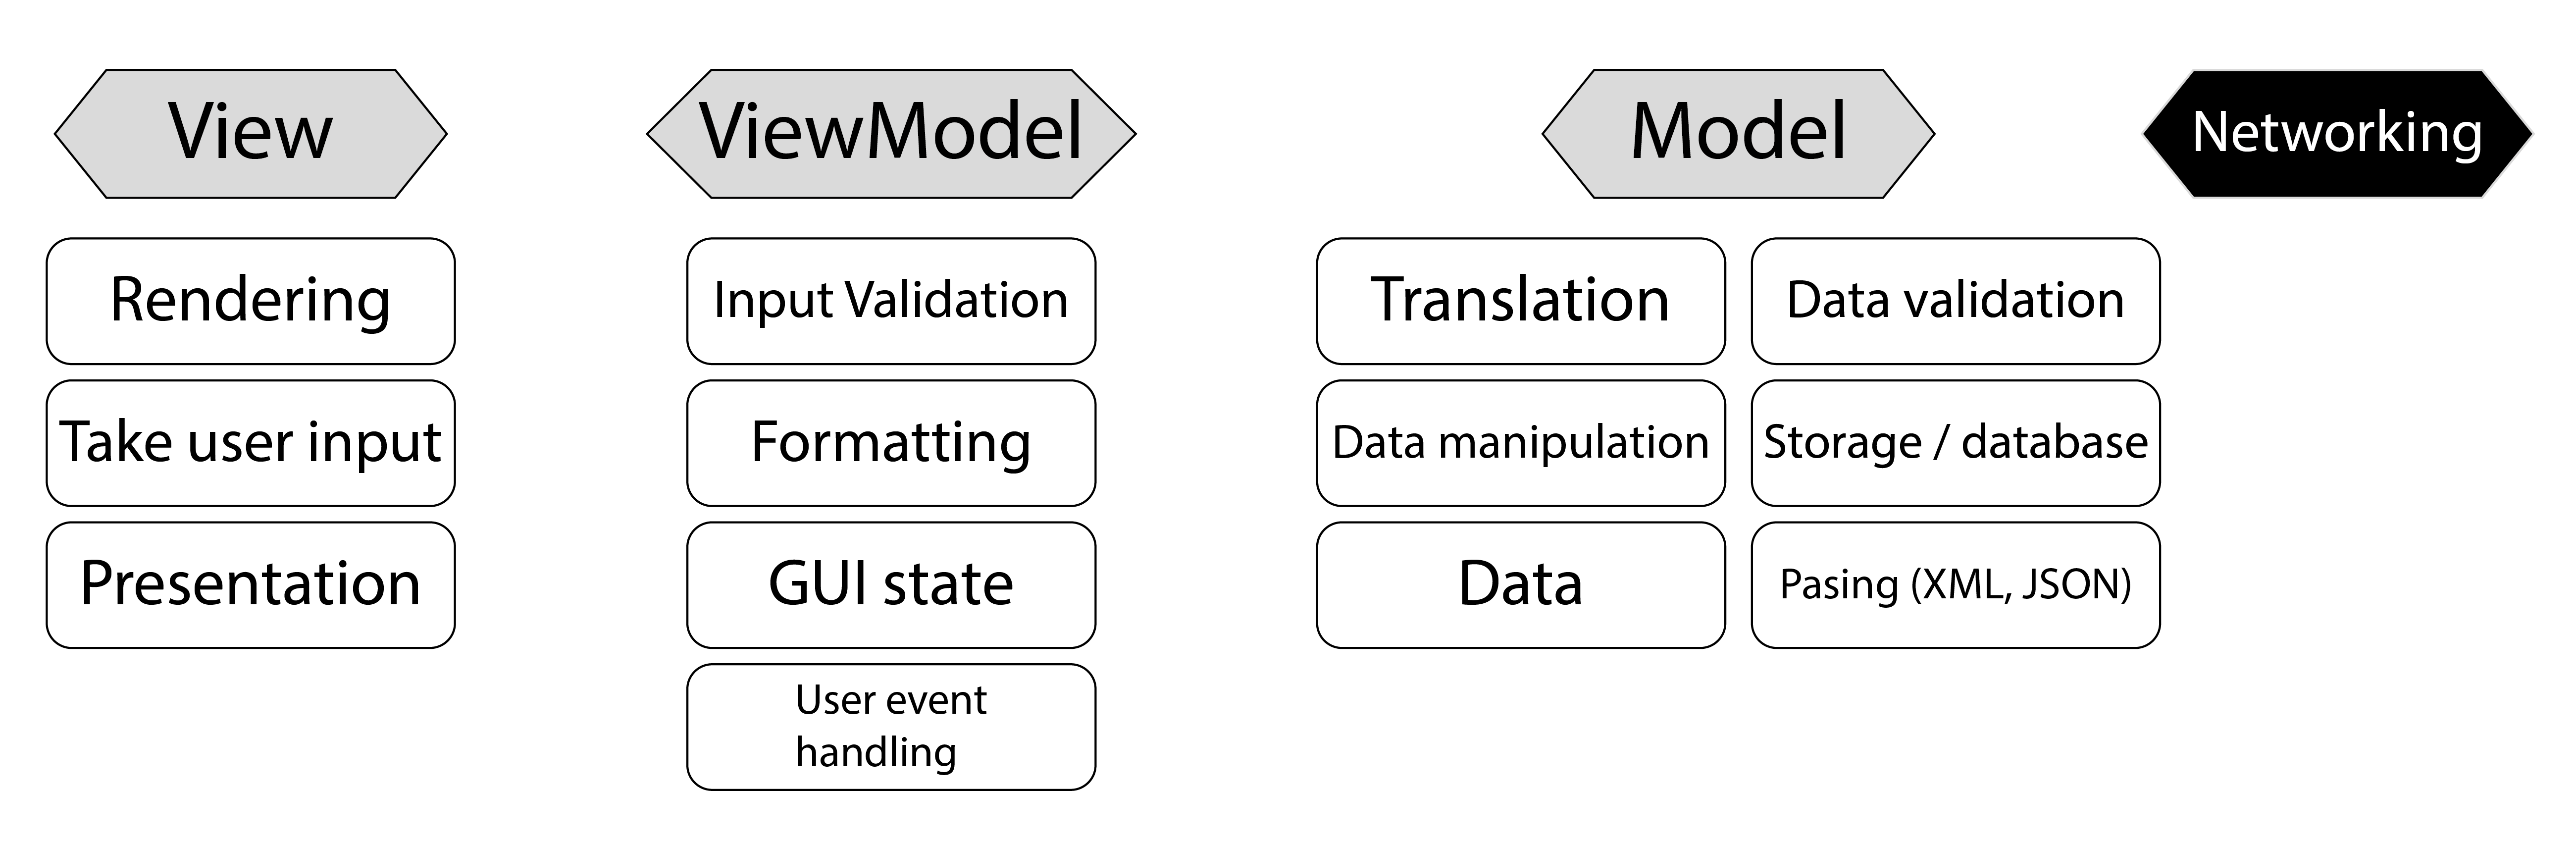 View
ViewModel
Model
Networking
Rendering
Input Validation
Translation
Data validation
Take user input
Formatting
Data manipulation
Storage / database
Presentation
GUI state
Data
Pasing (XML, JSON)
User event
handling